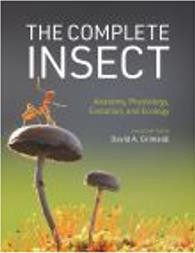 THE COMPLETE
INSECT
Anatomy, Physiology,
Evolution, and Ecology
David A. Grimaldi